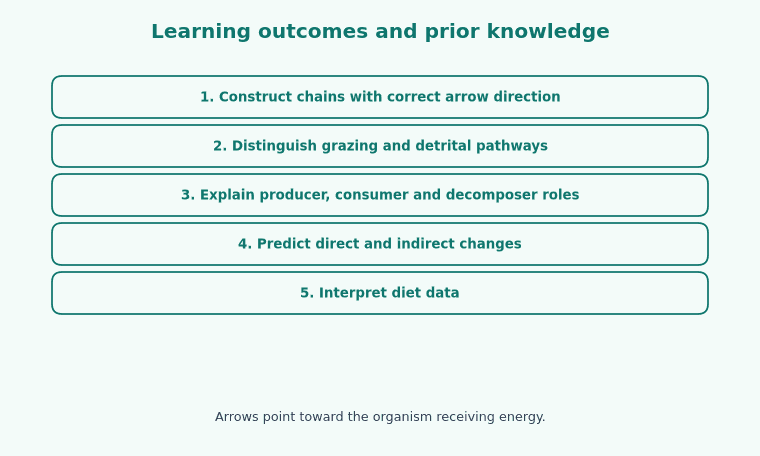 Learning outcomes and prior knowledge
1. Construct chains with correct arrow direction
2. Distinguish grazing and detrital pathways
3. Explain producer, consumer and decomposer roles
4. Predict direct and indirect changes
5. Interpret diet data
Arrows point toward the organism receiving energy.